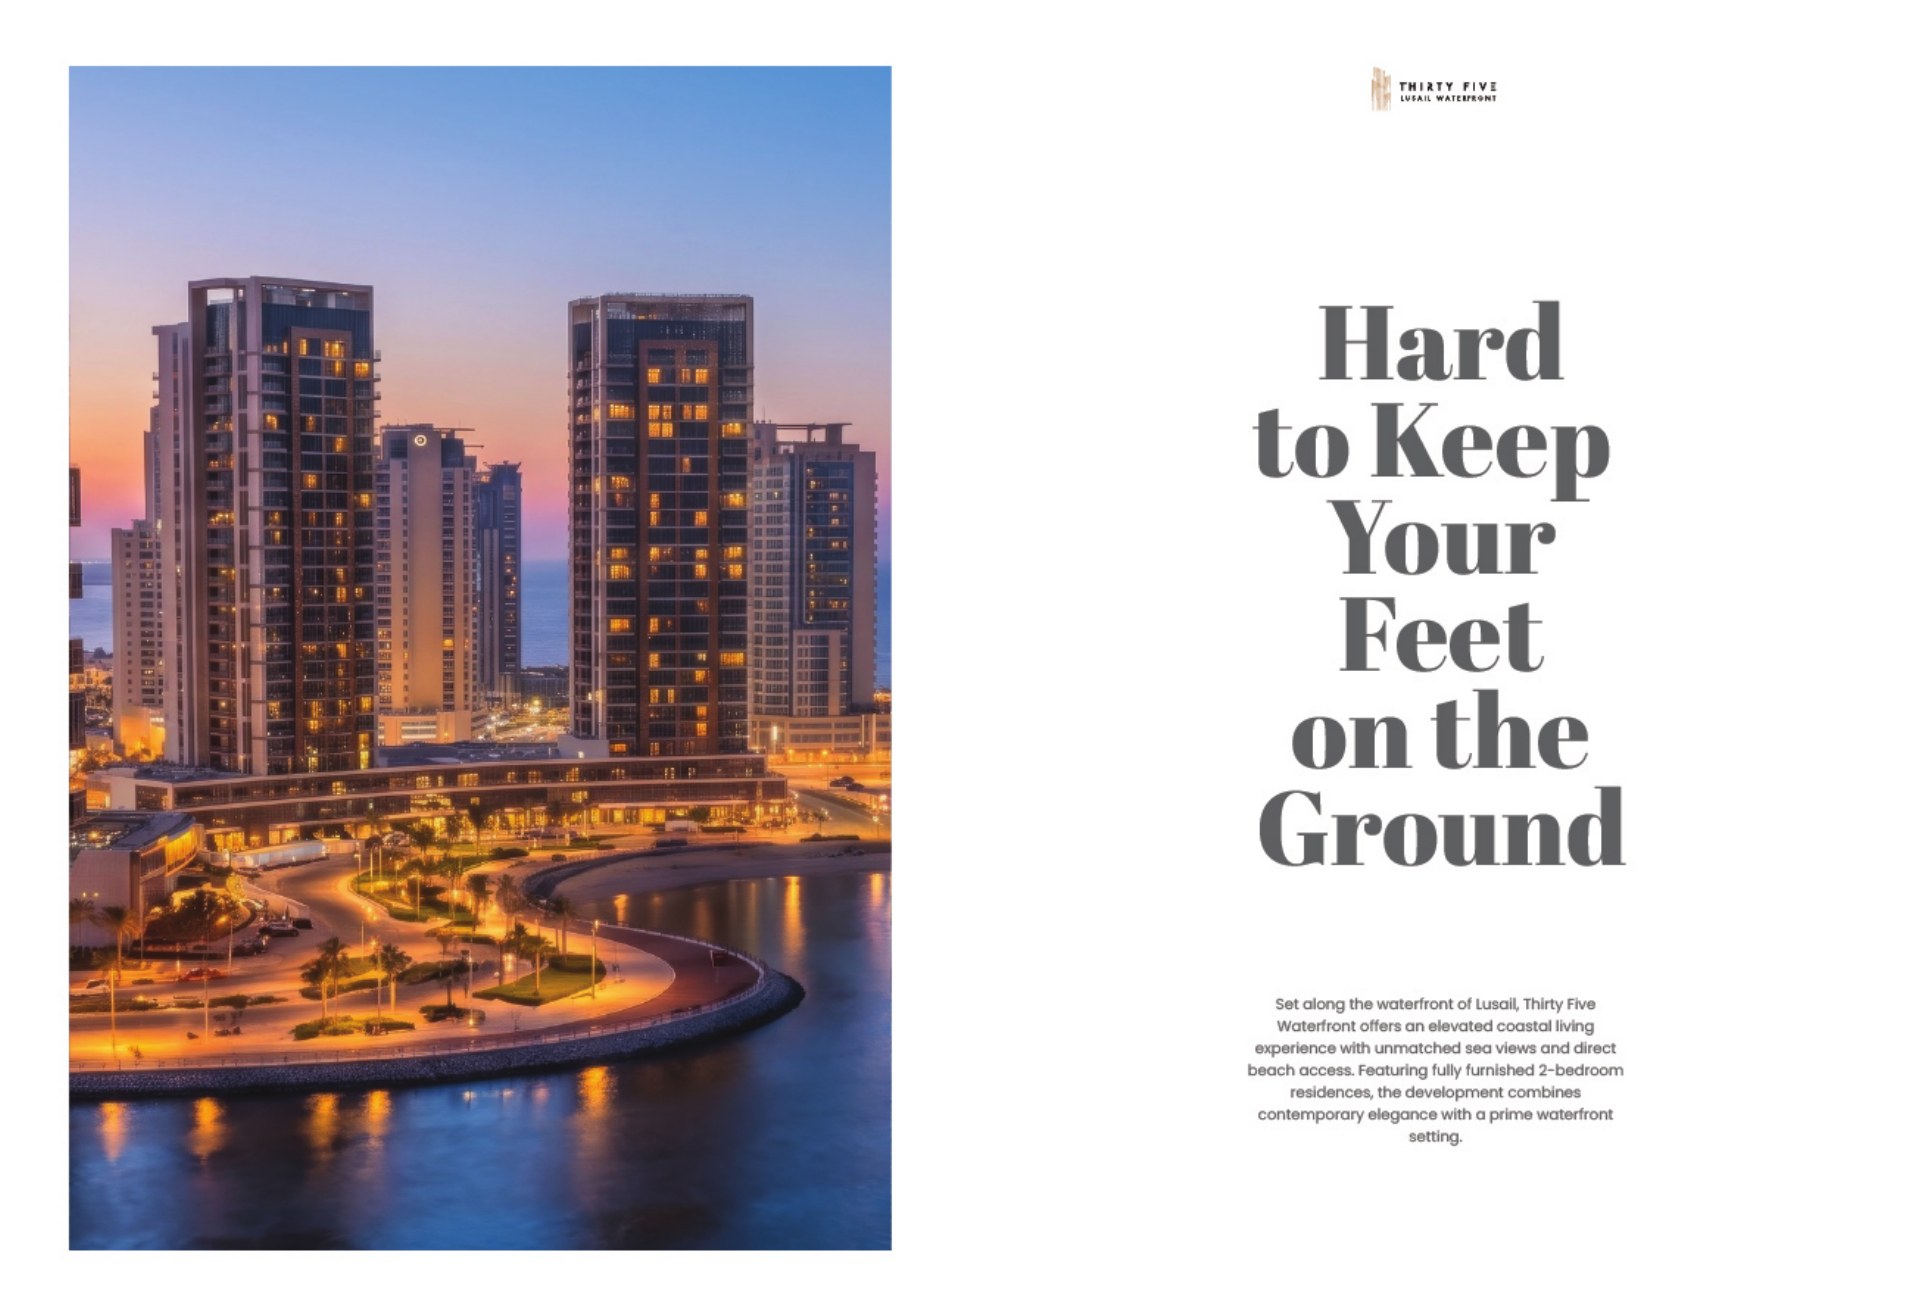 THIRTY FIVE
LUSAIL WATERFRONT
Hard
to Keep
Your
Feet
on the
Ground
Set along the waterfront of Lusail, Thirty Five
Waterfront offers an elevated coastal living
experience with unmatched sea views and direct
beach access. Featuring fully furnished 2-bedroom
residences, the development combines
contemporary elegance with a prime waterfront
setting.